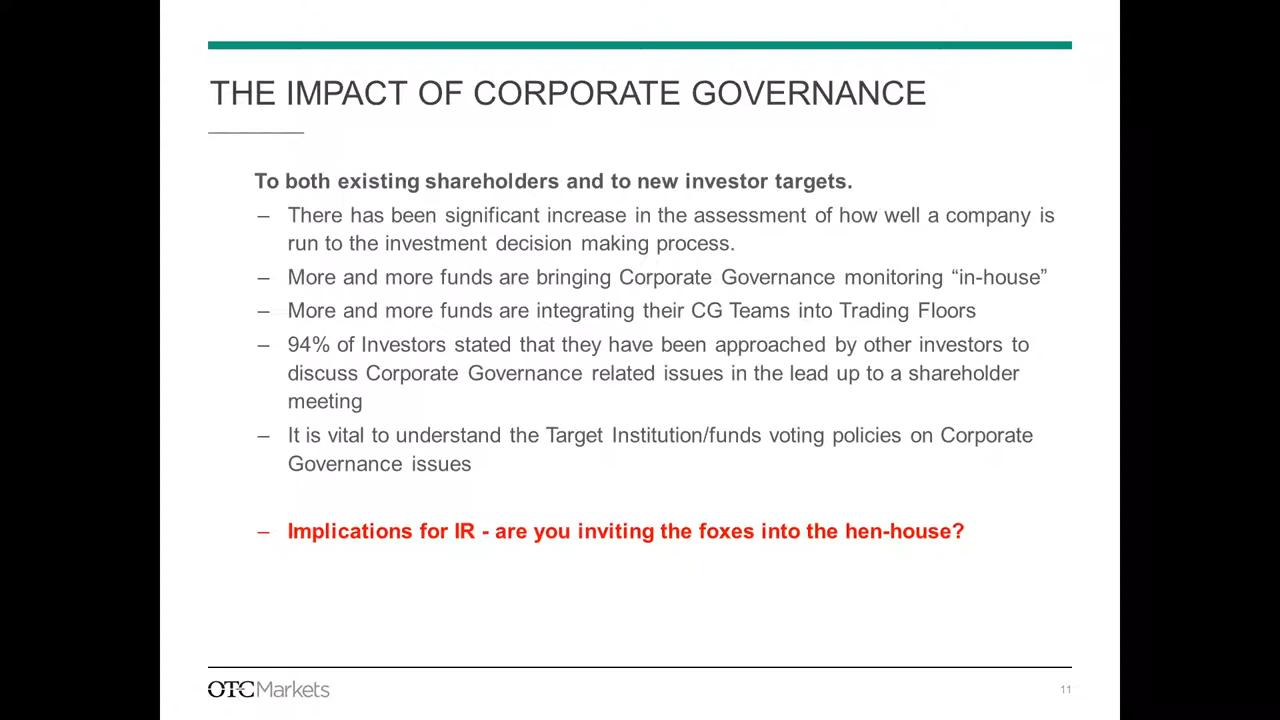 THE IMPACT OF CORPORATE GOVERNANCE
To both existing shareholders and to new investor targets.
– There has been significant increase in the assessment of how well a company is
run to the investment decision making process.
– More and more funds are bringing Corporate Governance monitoring “in-house”
– More and more funds are integrating their CG Teams into Trading Floors
– 94% of Investors stated that they have been approached by other investors to
discuss Corporate Governance related issues in the lead up to a shareholder
meeting
– It is vital to understand the Target Institution/funds voting policies on Corporate
Governance issues
– Implications for IR - are you inviting the foxes into the hen-house?
OTC Markets
11